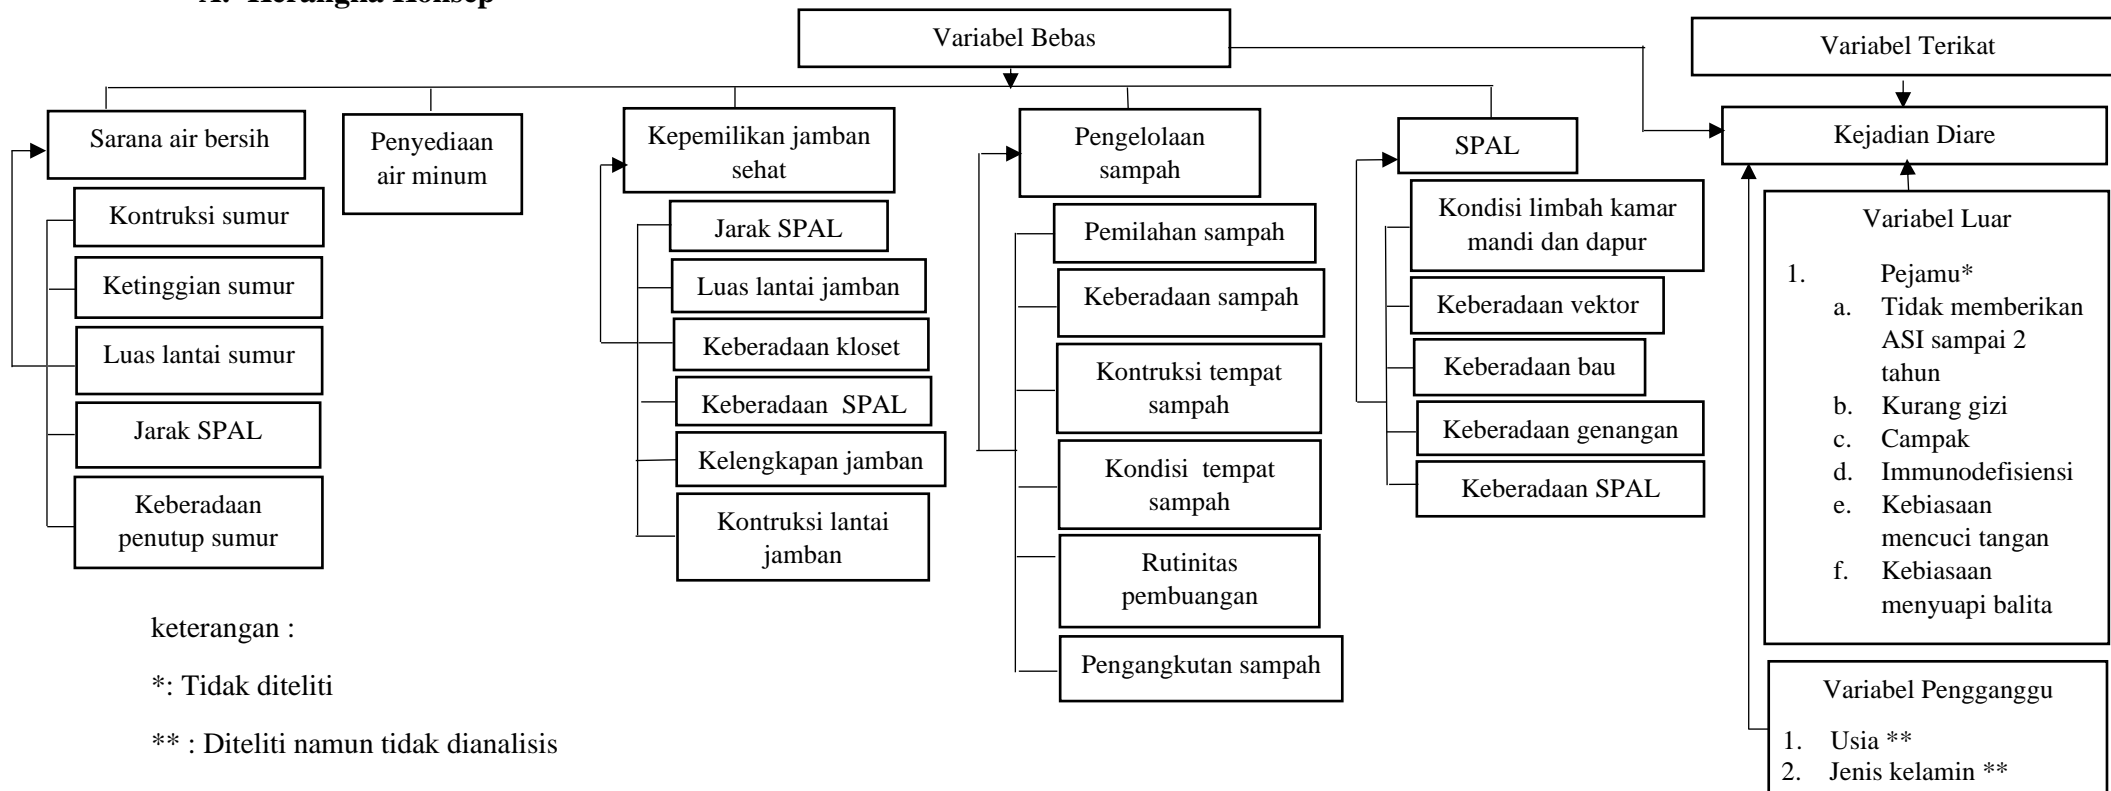 A. Kerangka Konsep
Variabel Bebas
Variabel Terikat
Sarana air bersih
Penyediaan
air minum
Kepemilikan jamban
sehat
Pengelolaan
sampah
SPAL
Kejadian Diare
Kontruksi sumur
Ketinggian sumur
Luas lantai sumur
Jarak SPAL
Keberadaan
penutup sumur
Jarak SPAL
Luas lantai jamban
Keberadaan kloset
Keberadaan SPAL
Kelengkapan jamban
Kontruksi lantai
jamban
Pemilahan sampah
Keberadaan sampah
Kontruksi tempat
sampah
Kondisi tempat
sampah
Rutinitas
pembuangan
Pengangkutan sampah
Kondisi limbah kamar
mandi dan dapur
Keberadaan vektor
Keberadaan bau
Keberadaan genangan
Keberadaan SPAL
Variabel Luar
1. Pejamu*
a. Tidak memberikan
ASI sampai 2
tahun
b. Kurang gizi
c. Campak
d. Immunodefisiensi
e. Kebiasaan
mencuci tangan
f. Kebiasaan
menyuapi balita
Variabel Pengganggu
1. Usia **
2. Jenis kelamin **
keterangan :
*: Tidak diteliti
** : Diteliti namun tidak dianalisis